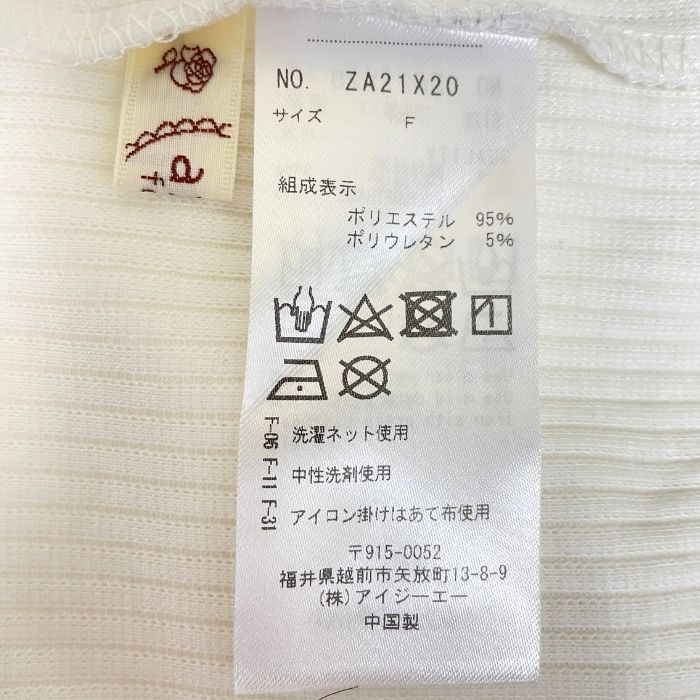 NO. ZA21X20
サイズ F
組成表示
ポリエステル 95%
ポリウレタン 5%
F-06 F-11 F-31
洗濯ネット使用
中性洗剤使用
アイロン掛けはあて布使用
〒915-0052
福井県越前市矢放町13-8-9
(株)アイジーエー
中国製
a
f